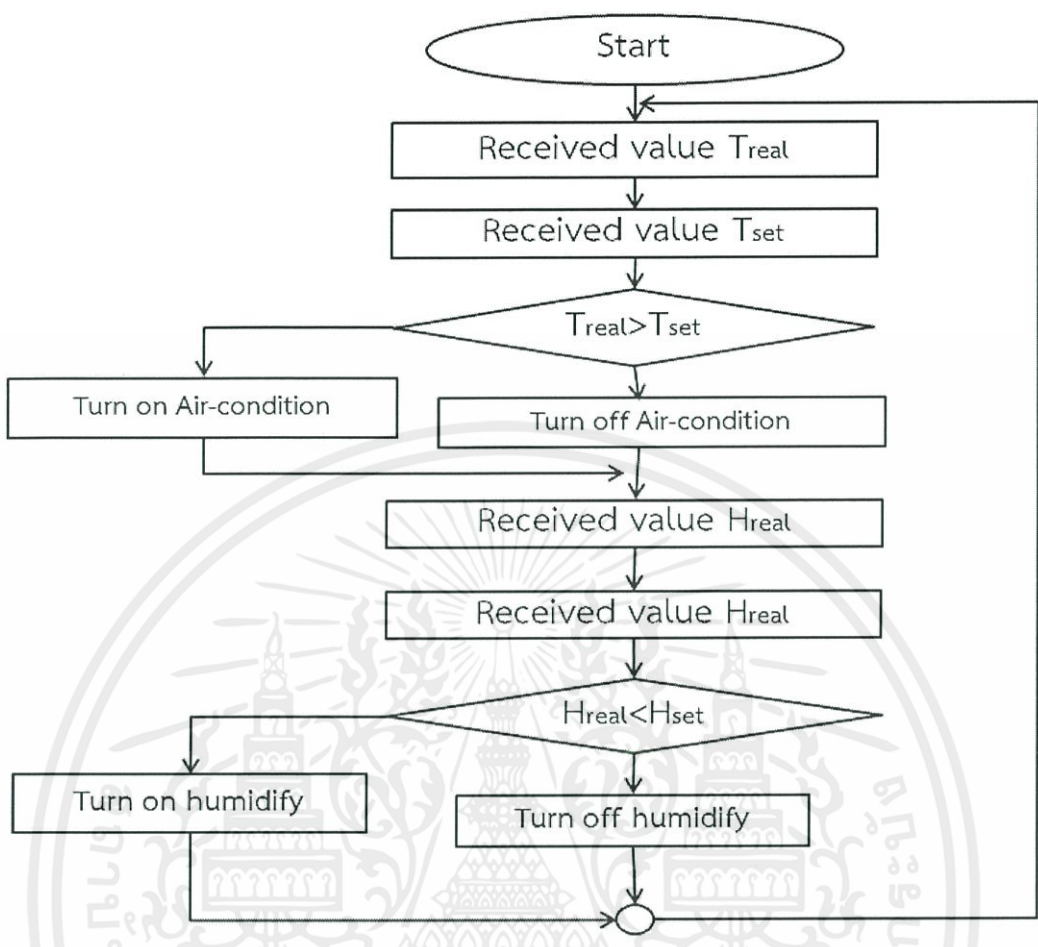 Start
Received value Treal
Received value Tset
Treal>Tset
Turn on Air-condition
Turn off Air-condition
Received value Hreal
Received value Hreal
Hreal<Hset
Turn on humidify
Turn off humidify